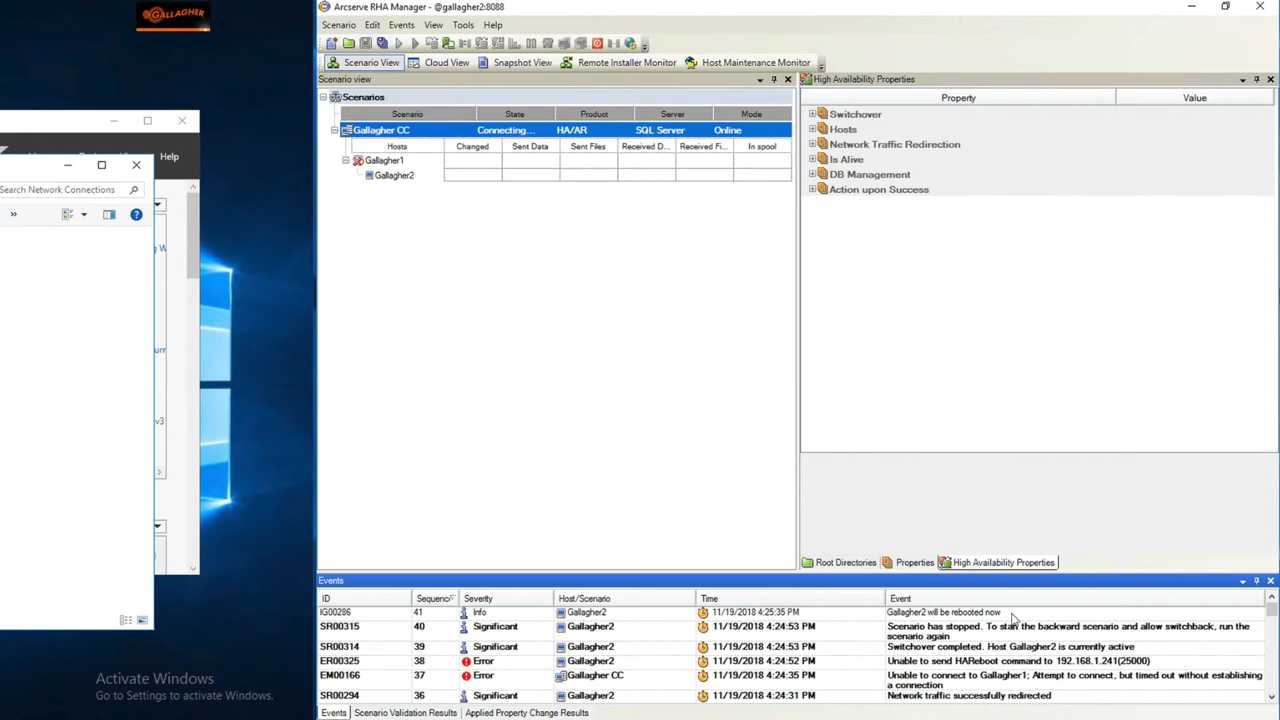 GALLAGHER
Arcserve RHA Manager - @gallagher2:8088
Scenario Edit Events View Tools Help
Scenario View Cloud View Snapshot View Remote Installer Monitor Host Maintenance Monitor
Scenario view
High Availability Properties
Scenarios
Property Value
Scenario State Product Server Mode
Switchover
Gallagher CC Connecting... HA/AR SQL Server Online
Hosts
Hosts Changed Sent Data Sent Files Received D... Received Fi... In spool
Network Traffic Redirection
Gallagher1
Is Alive
Gallagher2
DB Management
Action upon Success
Help
Search Network Connections
»
v3
Root Directories Properties High Availability Properties
Events
ID Sequenc Severity Host/Scenario Time Event
IG00286 41 Info Gallagher2 11/19/2018 4:25:35 PM Gallagher2 will be rebooted now
SR00315 40 Significant Gallagher2 11/19/2018 4:24:53 PM Scenario has stopped. To start the backward scenario and allow switchback, run the
scenario again
SR00314 39 Significant Gallagher2 11/19/2018 4:24:53 PM Switchover completed. Host Gallagher2 is currently active
ER00325 38 Error Gallagher2 11/19/2018 4:24:52 PM Unable to send HAReboot command to 192.168.1.241(25000)
EM00166 37 Error Gallagher CC 11/19/2018 4:24:35 PM Unable to connect to Gallagher1; Attempt to connect, but timed out without establishing
a connection
SR00294 36 Significant Gallagher2 11/19/2018 4:24:31 PM Network traffic successfully redirected
Events Scenario Validation Results Applied Property Change Results
Activate Windows
Go to Settings to activate Windows.